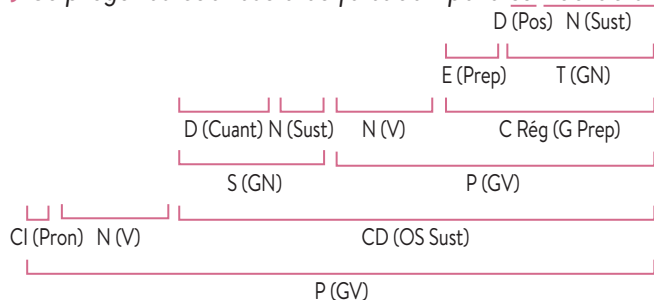 D (Pos) N (Sust)
E (Prep) T (GN)
D (Cuant) N (Sust) N (V) C Rég (G Prep)
S (GN) P (GV)
CI (Pron) N (V) CD (OS Sust)
P (GV)